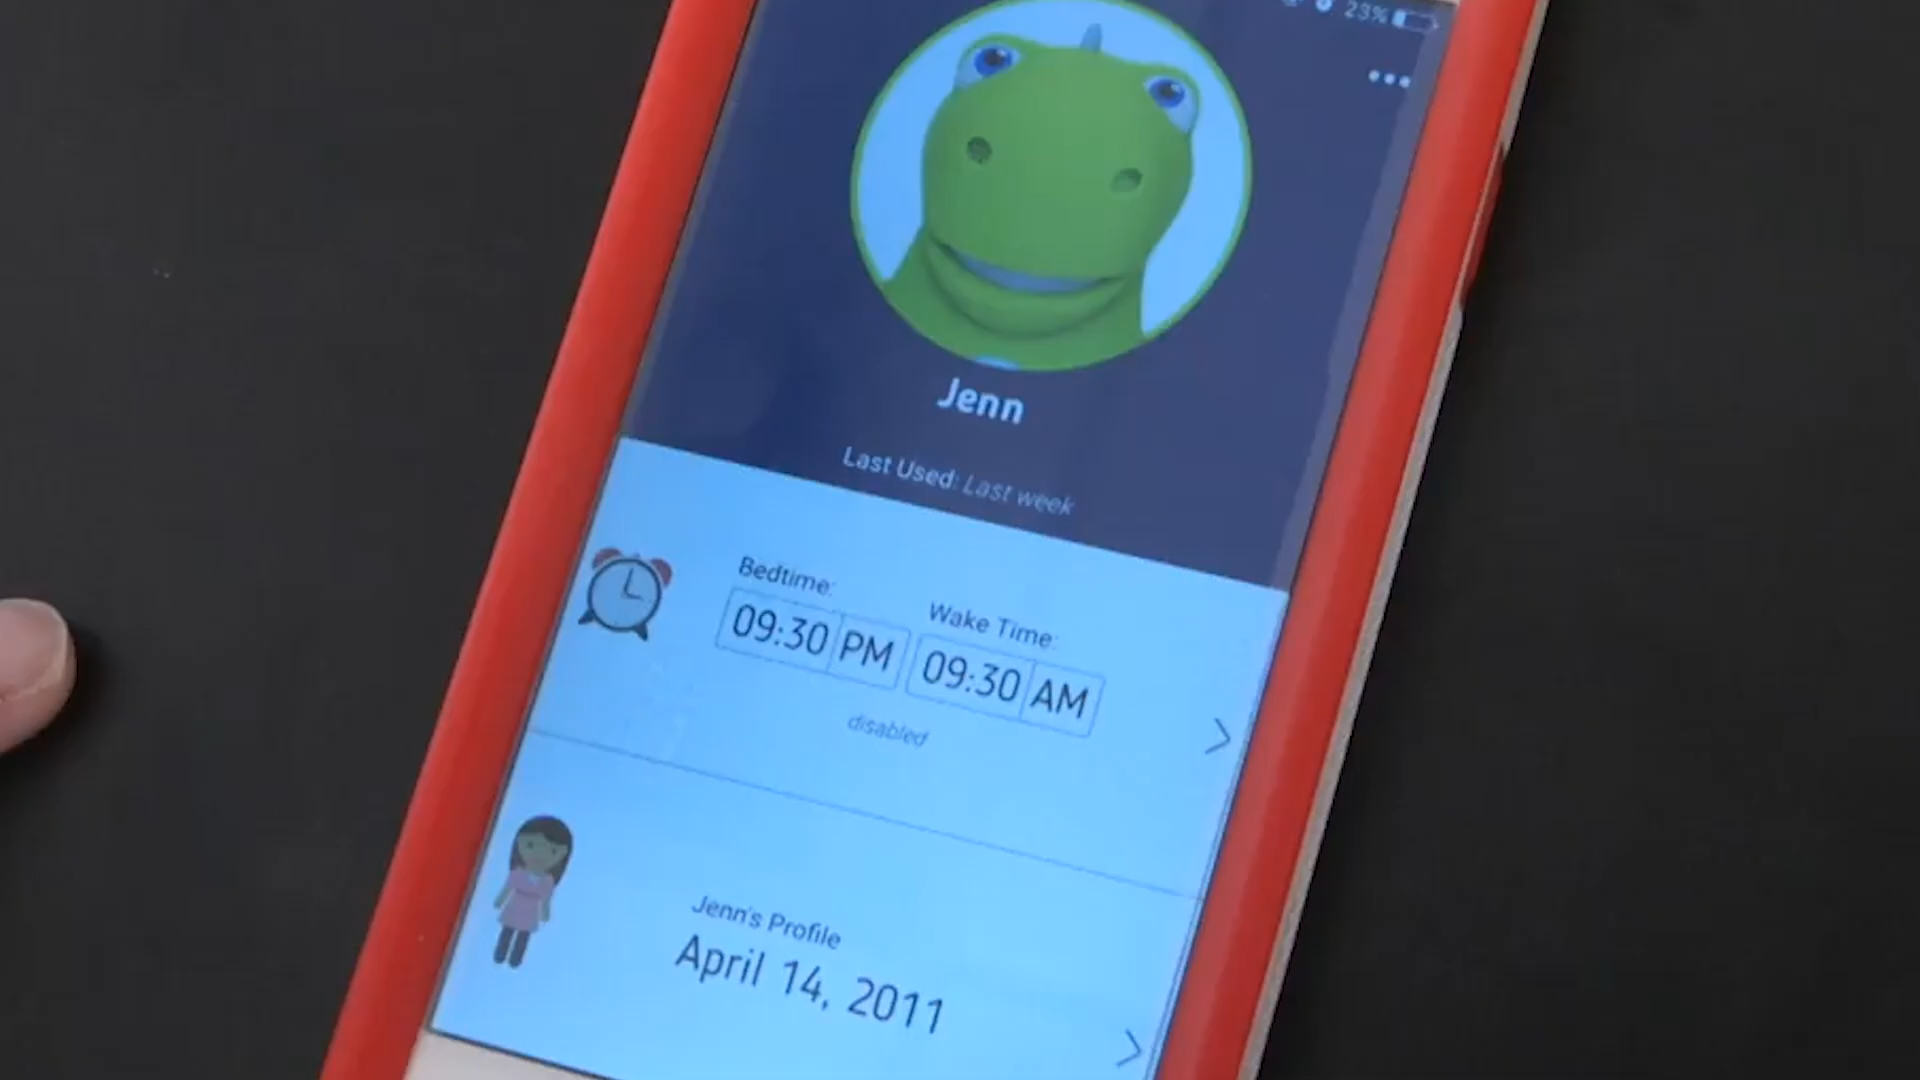 23%
Jenn
Last Used: Last week
Bedtime:
Wake Time:
09:30 PM
09:30 AM
disabled
Jenn's Profile
April 14, 2011